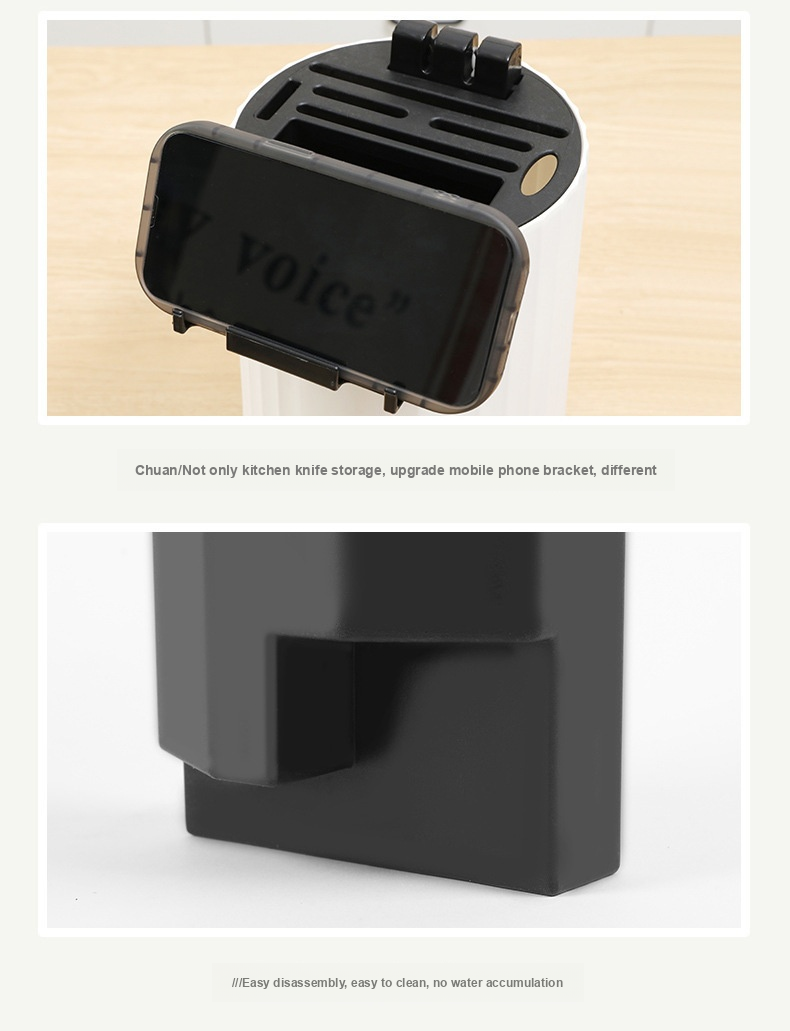 voice”
Chuan/Not only kitchen knife storage, upgrade mobile phone bracket, different
///Easy disassembly, easy to clean, no water accumulation